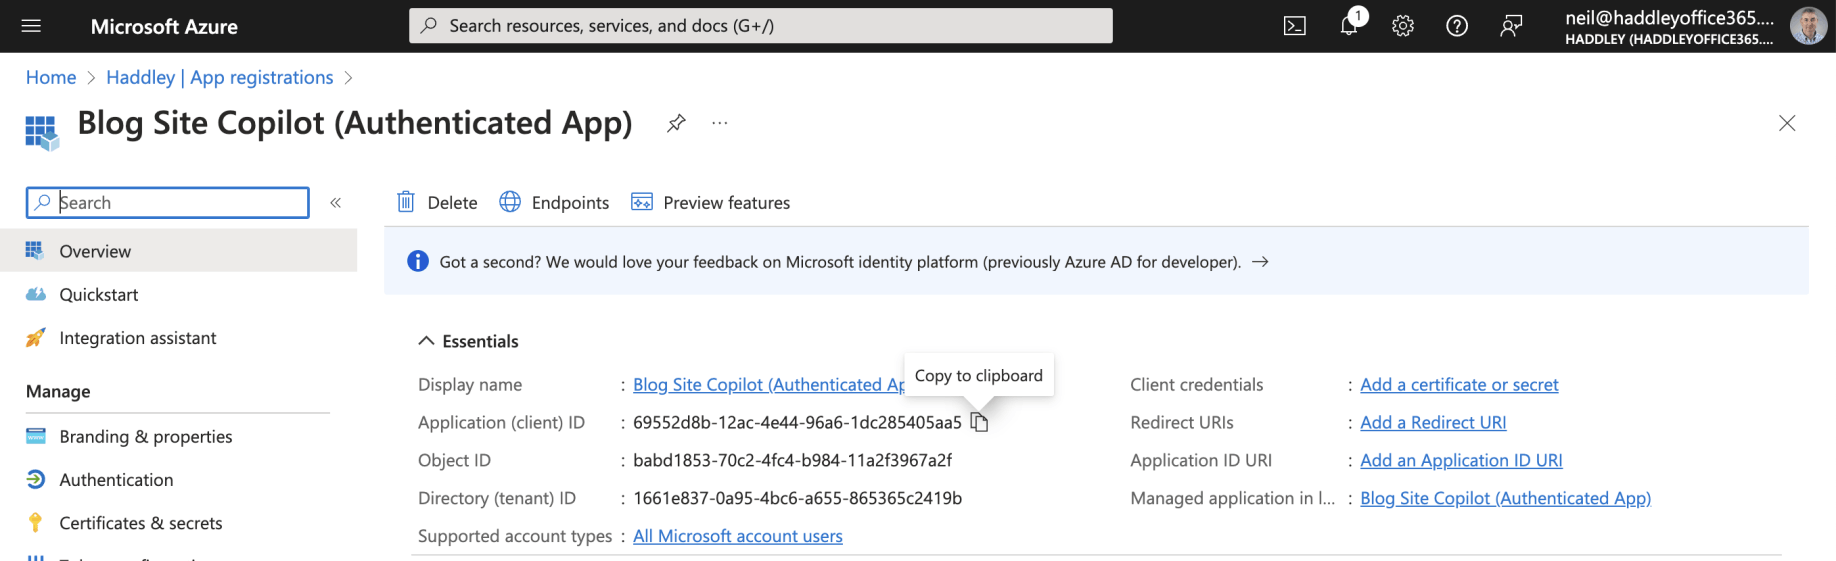 Microsoft Azure
Search resources, services, and docs (G+/)
1
neil@haddleyoffice365....
HADDLEY (HADDLEYOFFICE365....
Home > Haddley | App registrations >
Blog Site Copilot (Authenticated App)
...
Search
«
Delete
Endpoints
Preview features
Overview
Got a second? We would love your feedback on Microsoft identity platform (previously Azure AD for developer). →
Quickstart
Integration assistant
Manage
Branding & properties
Authentication
Certificates & secrets
Essentials
Copy to clipboard
Display name : Blog Site Copilot (Authenticated
Application (client) ID : 69552d8b-12ac-4e44-96a6-1dc285405aa5
Object ID : babd1853-70c2-4fc4-b984-11a2f3967a2f
Directory (tenant) ID : 1661e837-0a95-4bc6-a655-865365c2419b
Supported account types : All Microsoft account users
Client credentials : Add a certificate or secret
Redirect URIs : Add a Redirect URI
Application ID URI : Add an Application ID URI
Managed application in l... : Blog Site Copilot (Authenticated App)